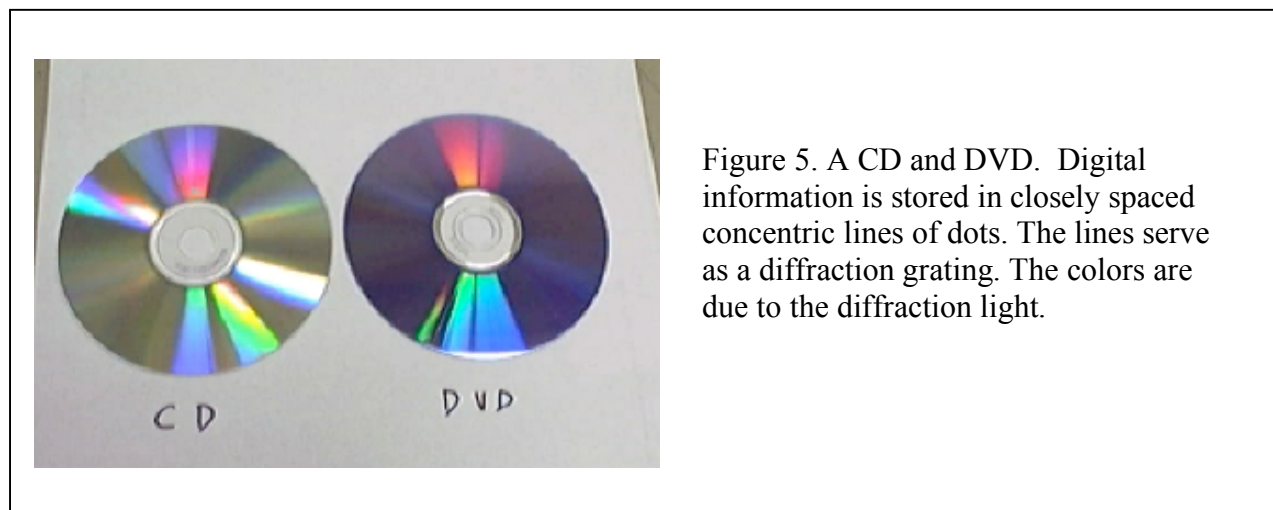 Figure 5. A CD and DVD.  Digital
information is stored in closely spaced
concentric lines of dots. The lines serve
as a diffraction grating. The colors are
due to the diffraction light.
CD
DVD